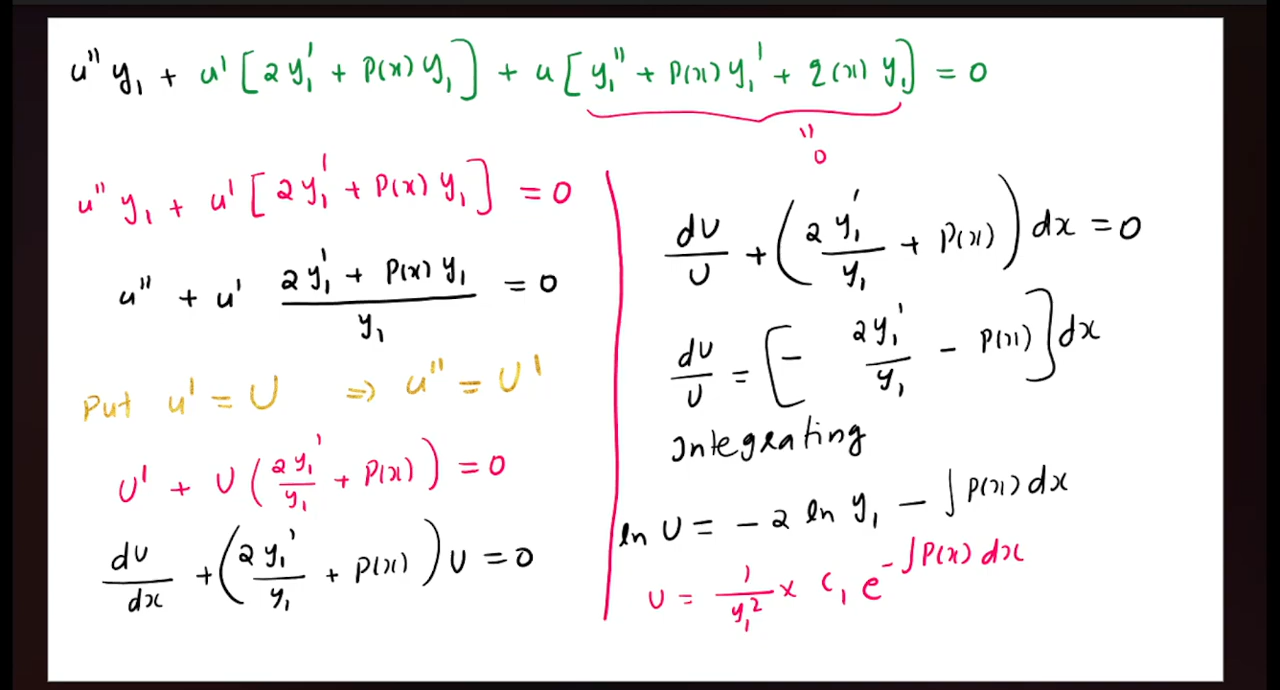 u'' y₁ + u' [2y₁' + P(x) y₁] + u [y₁'' + P(x) y₁' + q(x) y₁] = 0
"
0
u'' y₁ + u' [2y₁' + P(x) y₁] = 0
u'' + u' (2y₁' + P(x) y₁)/y₁ = 0
Put u' = U ⇒ u'' = U'
U' + U (2y₁'/y₁ + P(x)) = 0
dU/dx + (2y₁'/y₁ + P(x)) U = 0
dU/U + (2y₁'/y₁ + P(x)) dx = 0
dU/U = [- 2y₁'/y₁ - P(x)] dx
Integrating
ln U = - 2 ln y₁ - ∫ P(x) dx
U = 1/y₁² × C₁ e^(-∫P(x) dx)